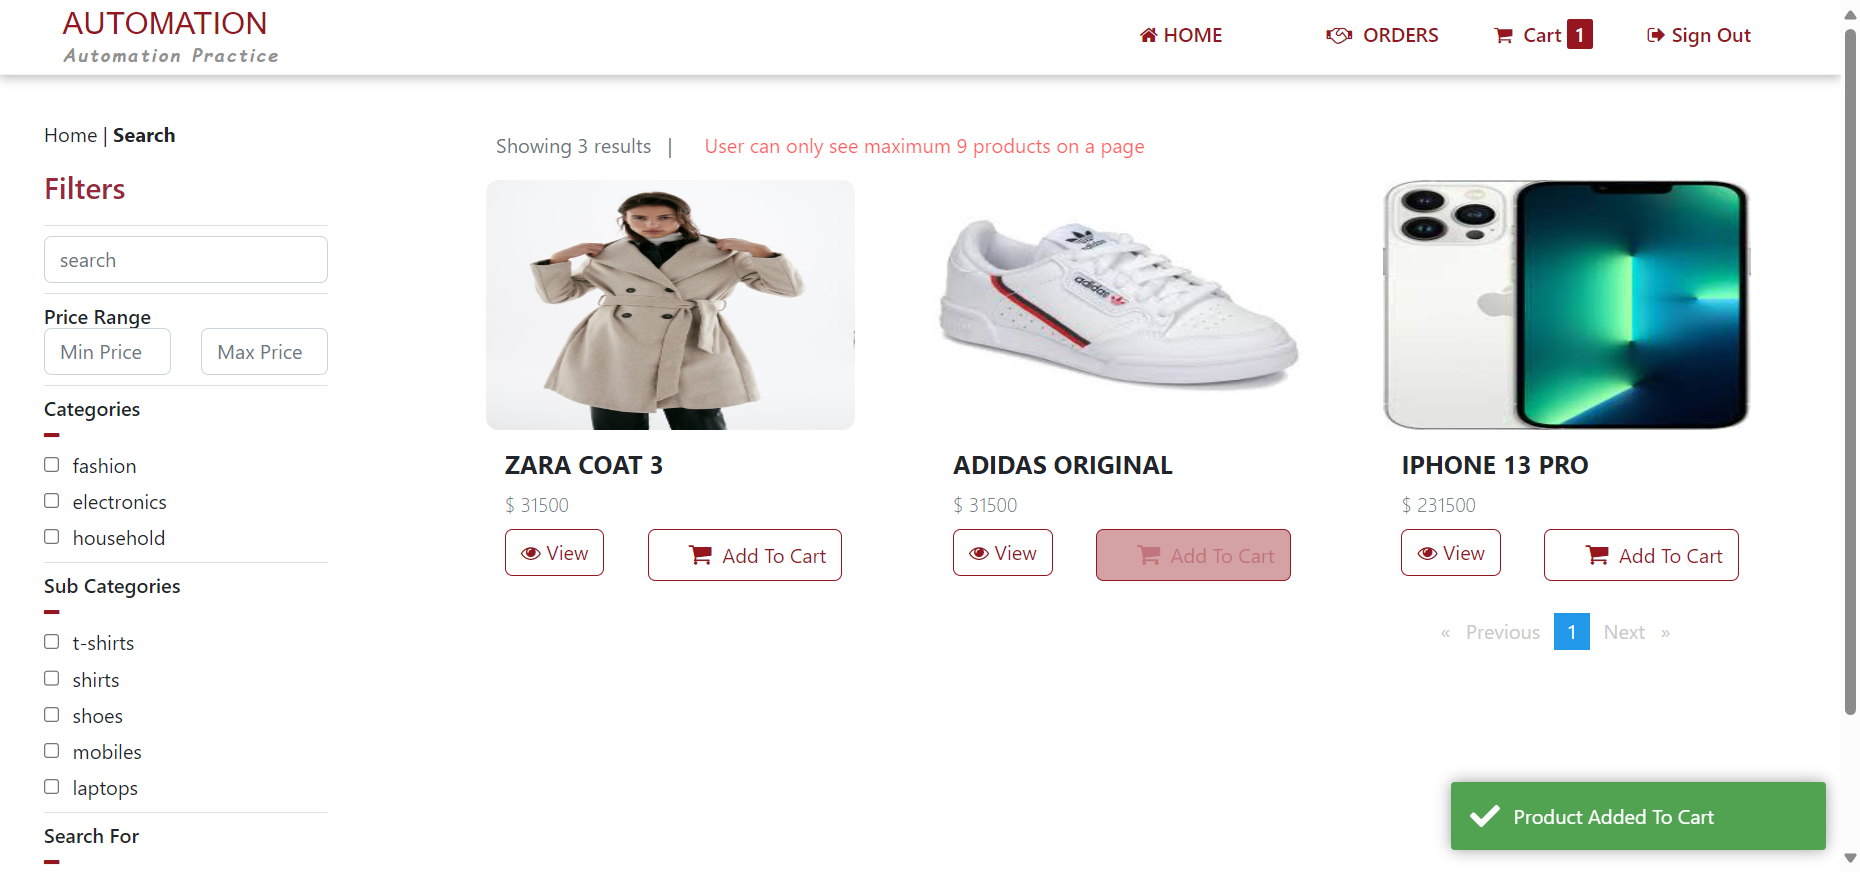 AUTOMATION
Automation Practice
HOME
ORDERS
Cart 1
Sign Out
Home | Search
Showing 3 results |
User can only see maximum 9 products on a page
Filters
search
Price Range
Min Price
Max Price
Categories
fashion
electronics
household
Sub Categories
t-shirts
shirts
shoes
mobiles
laptops
Search For
adidas
ZARA COAT 3
$ 31500
View
Add To Cart
ADIDAS ORIGINAL
$ 31500
View
Add To Cart
IPHONE 13 PRO
$ 231500
View
Add To Cart
« Previous 1 Next »
Product Added To Cart